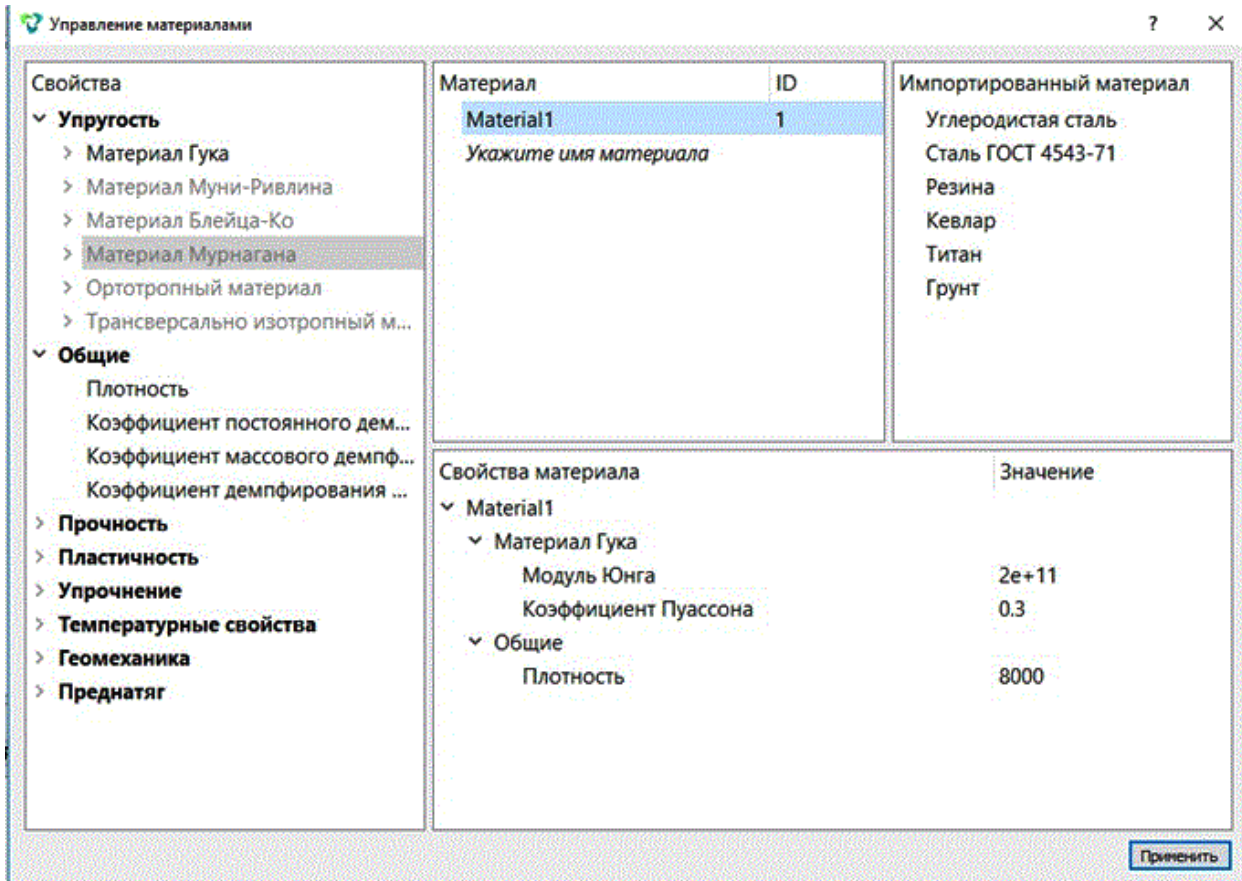 Управление материалами
?
Свойства
Упругость
Материал Гука
Материал Муни-Ривлина
Материал Блейца-Ко
Материал Мурнагана
Ортотропный материал
Трансверсально изотропный м...
Общие
Плотность
Коэффициент постоянного дем...
Коэффициент массового демпф...
Коэффициент демпфирования ...
Прочность
Пластичность
Упрочнение
Температурные свойства
Геомеханика
Преднатяг
Материал ID
Material1 1
Укажите имя материала
Импортированный материал
Углеродистая сталь
Сталь ГОСТ 4543-71
Резина
Кевлар
Титан
Грунт
Свойства материала Значение
Material1
Материал Гука
Модуль Юнга 2e+11
Коэффициент Пуассона 0.3
Общие
Плотность 8000
Применить